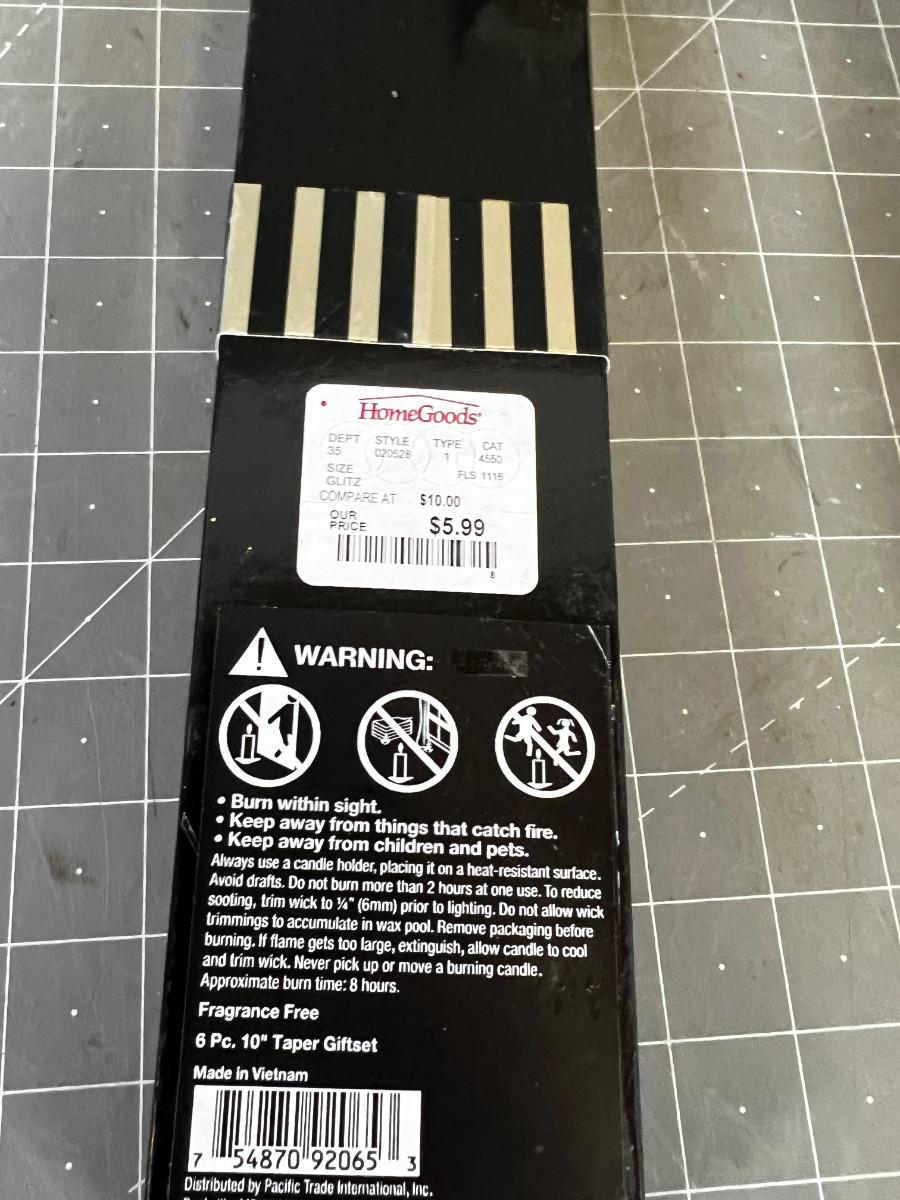 HomeGoods®
DEPT STYLE TYPE CAT
35 020528 1 4550
SIZE FLS 1116
GLITZ
COMPARE AT $10.00
OUR
PRICE $5.99
8
WARNING:
• Burn within sight.
• Keep away from things that catch fire.
• Keep away from children and pets.
Always use a candle holder, placing it on a heat-resistant surface.
Avoid drafts. Do not burn more than 2 hours at one use. To reduce
sooting, trim wick to ¼" (6mm) prior to lighting. Do not allow wick
trimmings to accumulate in wax pool. Remove packaging before
burning. If flame gets too large, extinguish, allow candle to cool
and trim wick. Never pick up or move a burning candle.
Approximate burn time: 8 hours.
Fragrance Free
6 Pc. 10" Taper Giftset
Made in Vietnam
7 54870 92065 3
Distributed by Pacific Trade International, Inc.